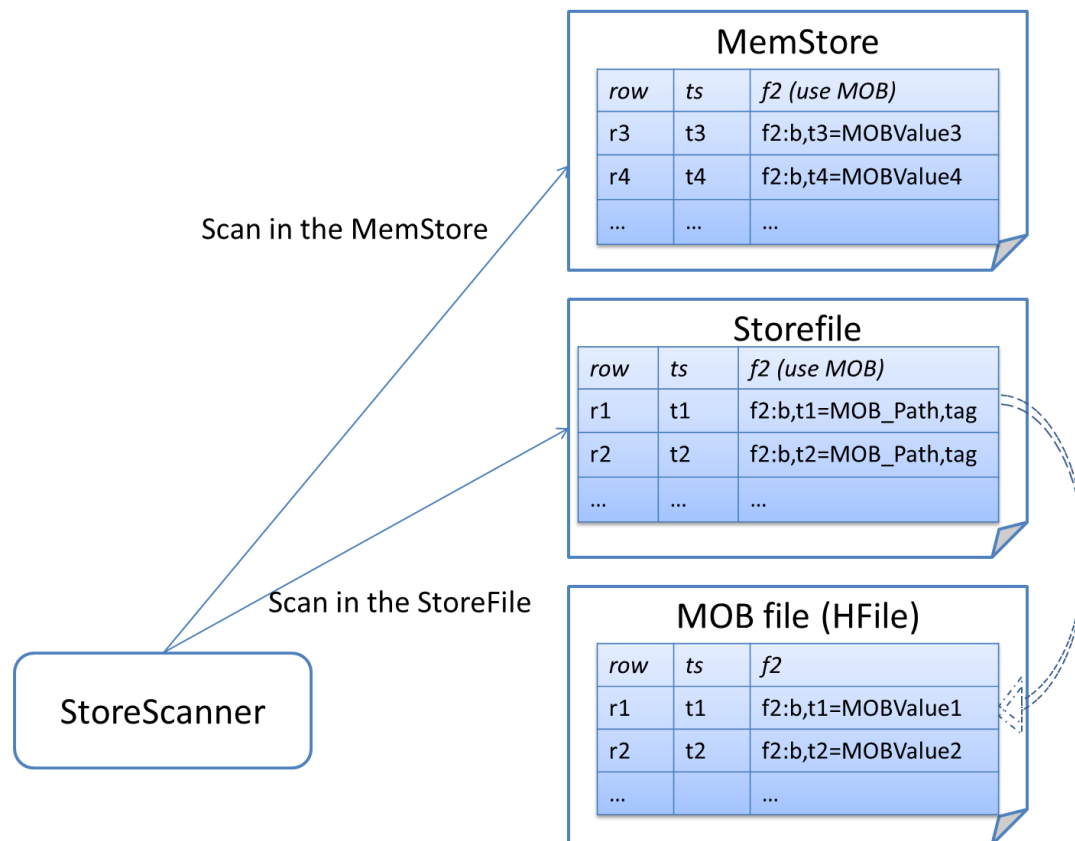 MemStore
row ts f2 (use MOB)
r3 t3 f2:b,t3=MOBValue3
r4 t4 f2:b,t4=MOBValue4
... ... ...
Scan in the MemStore
Storefile
row ts f2 (use MOB)
r1 t1 f2:b,t1=MOB_Path,tag
r2 t2 f2:b,t2=MOB_Path,tag
... ... ...
Scan in the StoreFile
MOB file (HFile)
row ts f2
r1 t1 f2:b,t1=MOBValue1
r2 t2 f2:b,t2=MOBValue2
... ...
StoreScanner